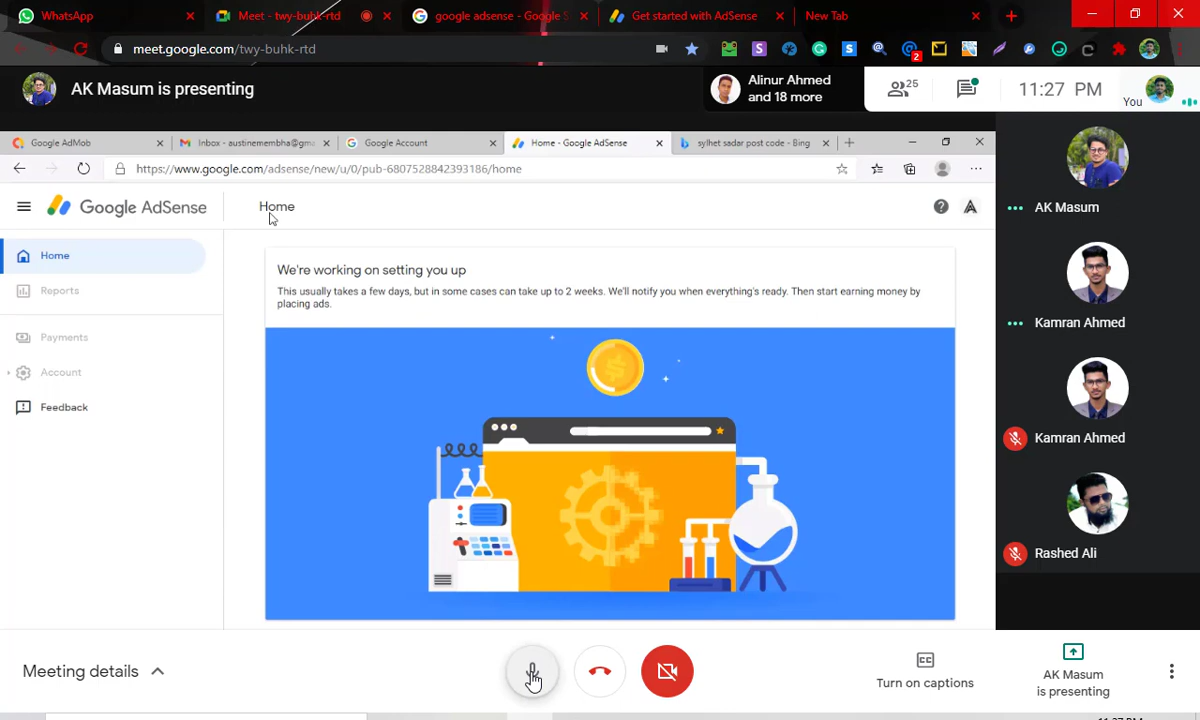 WhatsApp
Meet - twy-buhk-rtd
google adsense - Google S
Get started with AdSense
New Tab
meet.google.com/twy-buhk-rtd
2
AK Masum is presenting
Alinur Ahmed
and 18 more
25
11:27 PM
You
Google AdMob
Inbox - austinemembha@gma
Google Account
Home - Google AdSense
sylhet sadar post code - Bing
https://www.google.com/adsense/new/u/0/pub-6807528842393186/home
Google AdSense
Home
Home
Reports
Payments
Account
Feedback
We're working on setting you up
This usually takes a few days, but in some cases can take up to 2 weeks. We'll notify you when everything's ready. Then start earning money by
placing ads.
AK Masum
Kamran Ahmed
Kamran Ahmed
Rashed Ali
Meeting details
Turn on captions
AK Masum
is presenting